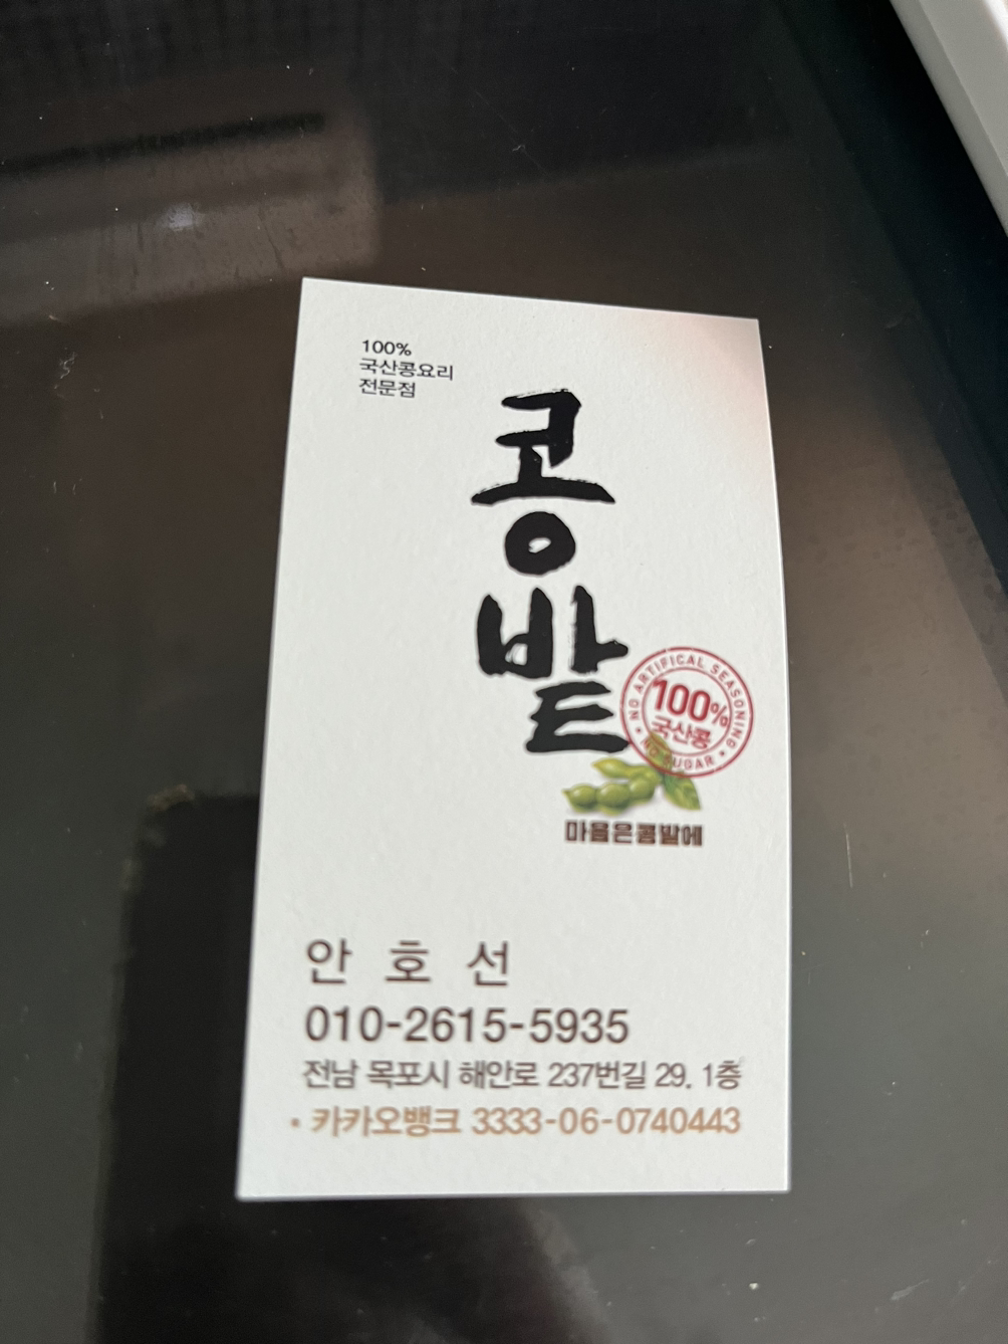 100%
국산콩요리
전문점
콩
밭
NO ARTIFICAL SEASONING
100%
국산콩
NO SUGAR
마음은콩밭에
안 호 선
010-2615-5935
전남 목포시 해안로 237번길 29. 1층
· 카카오뱅크 3333-06-0740443